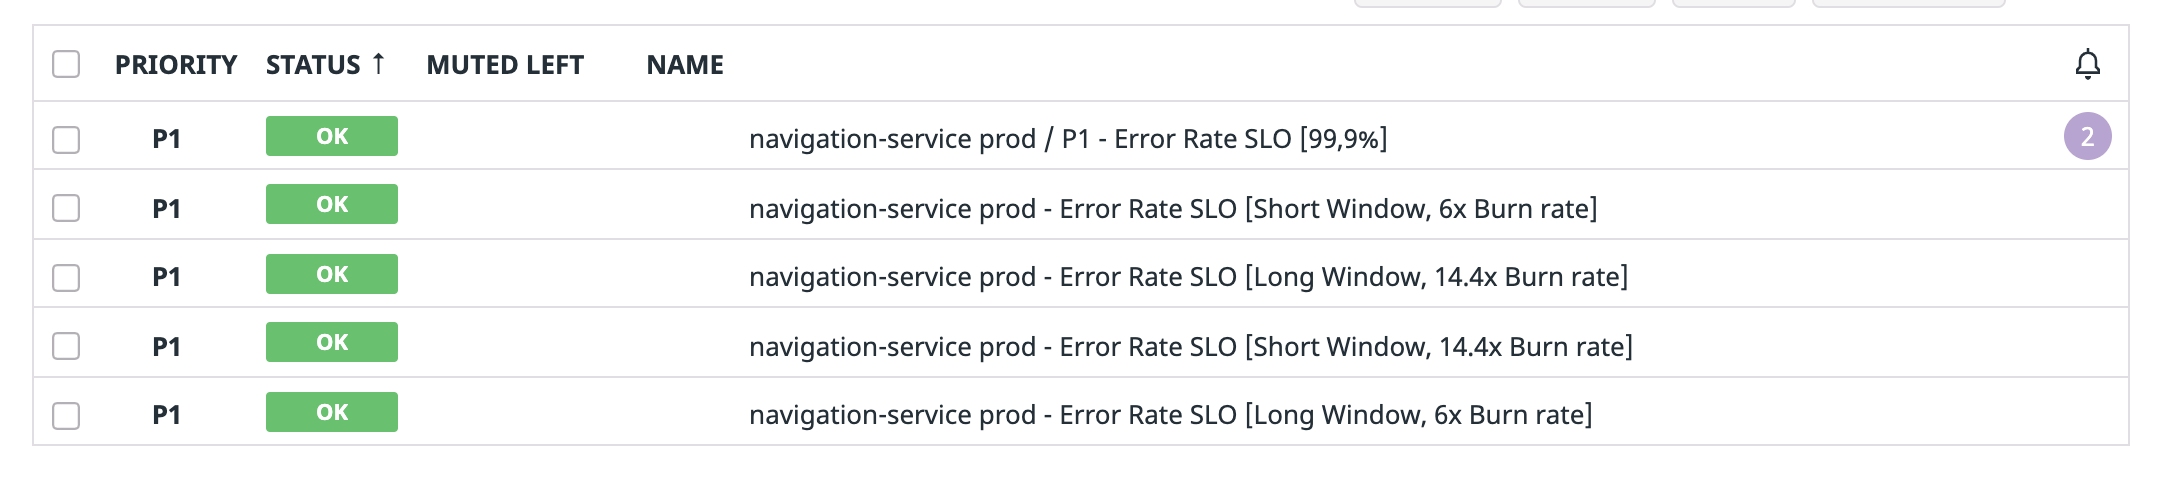 PRIORITY STATUS ↑ MUTED LEFT NAME
P1 OK navigation-service prod / P1 - Error Rate SLO [99,9%] 2
P1 OK navigation-service prod - Error Rate SLO [Short Window, 6x Burn rate]
P1 OK navigation-service prod - Error Rate SLO [Long Window, 14.4x Burn rate]
P1 OK navigation-service prod - Error Rate SLO [Short Window, 14.4x Burn rate]
P1 OK navigation-service prod - Error Rate SLO [Long Window, 6x Burn rate]